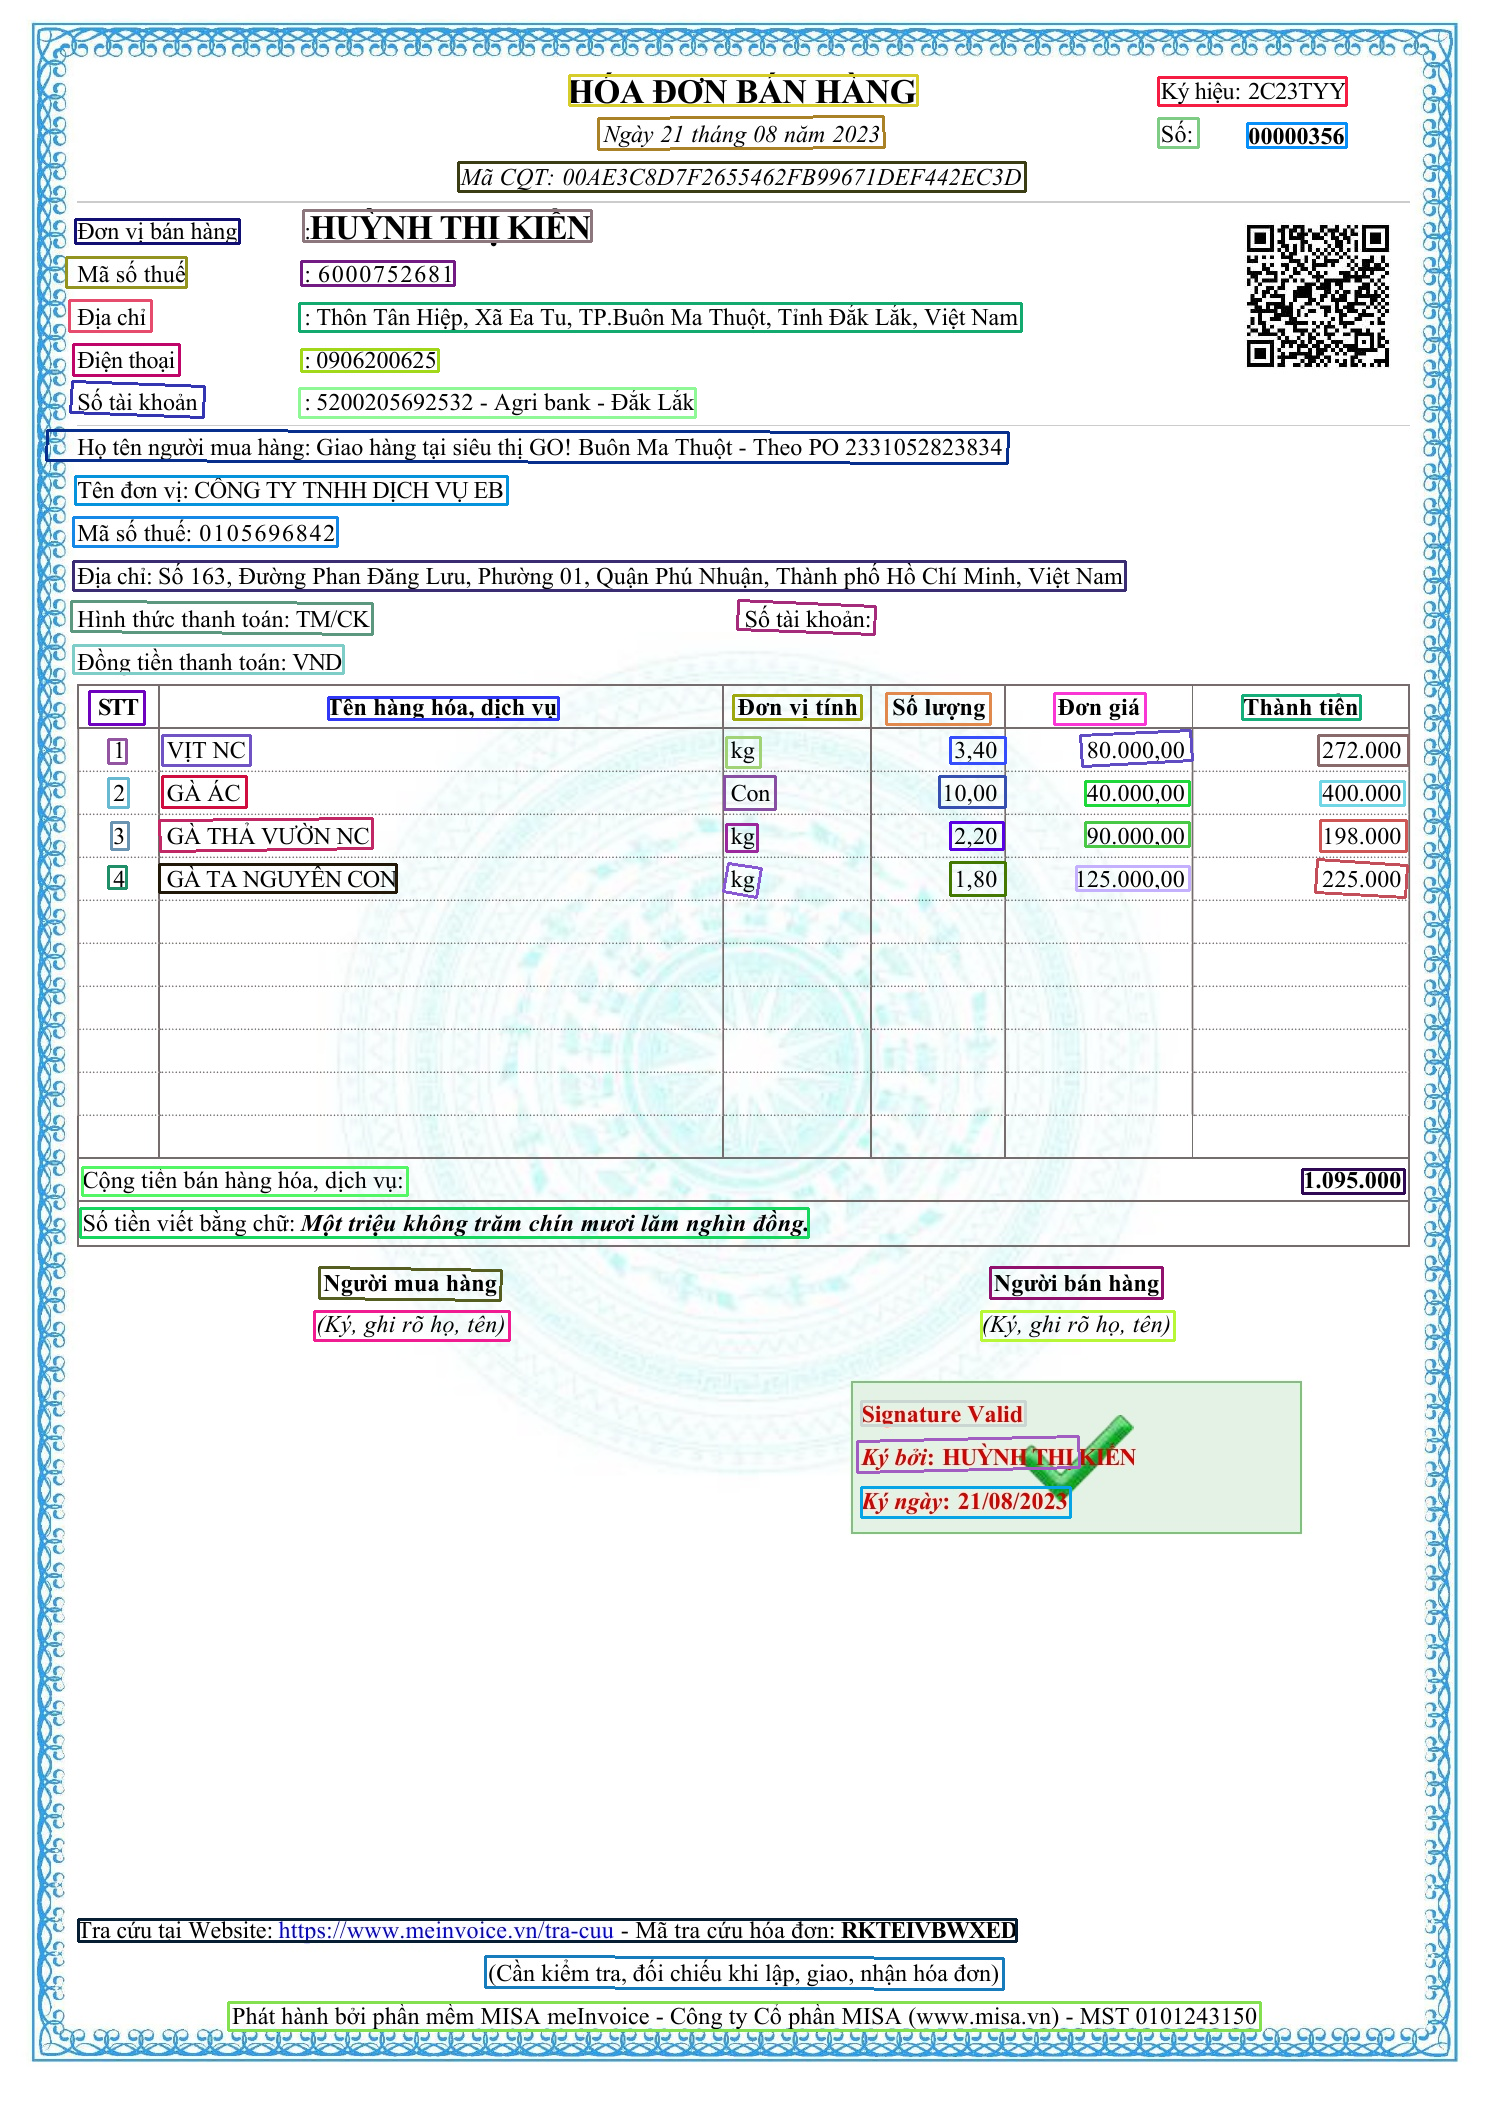 HÓA ĐƠN BÁN HÀNG
Ký hiệu: 2C23TYY
Ngày 21 tháng 08 năm 2023
Số: 00000356
Mã CQT: 00AE3C8D7F2655462FB99671DEF442EC3D
Đơn vị bán hàng :HUỲNH THỊ KIÊN
Mã số thuế : 6000752681
Địa chỉ : Thôn Tân Hiệp, Xã Ea Tu, TP.Buôn Ma Thuột, Tỉnh Đắk Lắk, Việt Nam
Điện thoại : 0906200625
Số tài khoản : 5200205692532 - Agri bank - Đắk Lắk
Họ tên người mua hàng: Giao hàng tại siêu thị GO! Buôn Ma Thuột - Theo PO 2331052823834
Tên đơn vị: CÔNG TY TNHH DỊCH VỤ EB
Mã số thuế: 0105696842
Địa chỉ: Số 163, Đường Phan Đăng Lưu, Phường 01, Quận Phú Nhuận, Thành phố Hồ Chí Minh, Việt Nam
Hình thức thanh toán: TM/CK Số tài khoản:
Đồng tiền thanh toán: VND
STT Tên hàng hóa, dịch vụ Đơn vị tính Số lượng Đơn giá Thành tiền
1 VỊT NC kg 3,40 80.000,00 272.000
2 GÀ ÁC Con 10,00 40.000,00 400.000
3 GÀ THẢ VƯỜN NC kg 2,20 90.000,00 198.000
4 GÀ TA NGUYÊN CON kg 1,80 125.000,00 225.000
Cộng tiền bán hàng hóa, dịch vụ: 1.095.000
Số tiền viết bằng chữ: Một triệu không trăm chín mươi lăm nghìn đồng.
Người mua hàng Người bán hàng
(Ký, ghi rõ họ, tên) (Ký, ghi rõ họ, tên)
Signature Valid
Ký bởi: HUỲNH THỊ KIÊN
Ký ngày: 21/08/2023
Tra cứu tại Website: https://www.meinvoice.vn/tra-cuu - Mã tra cứu hóa đơn: RKTEIVBWXED
(Cần kiểm tra, đối chiếu khi lập, giao, nhận hóa đơn)
Phát hành bởi phần mềm MISA meInvoice - Công ty Cổ phần MISA (www.misa.vn) - MST 0101243150